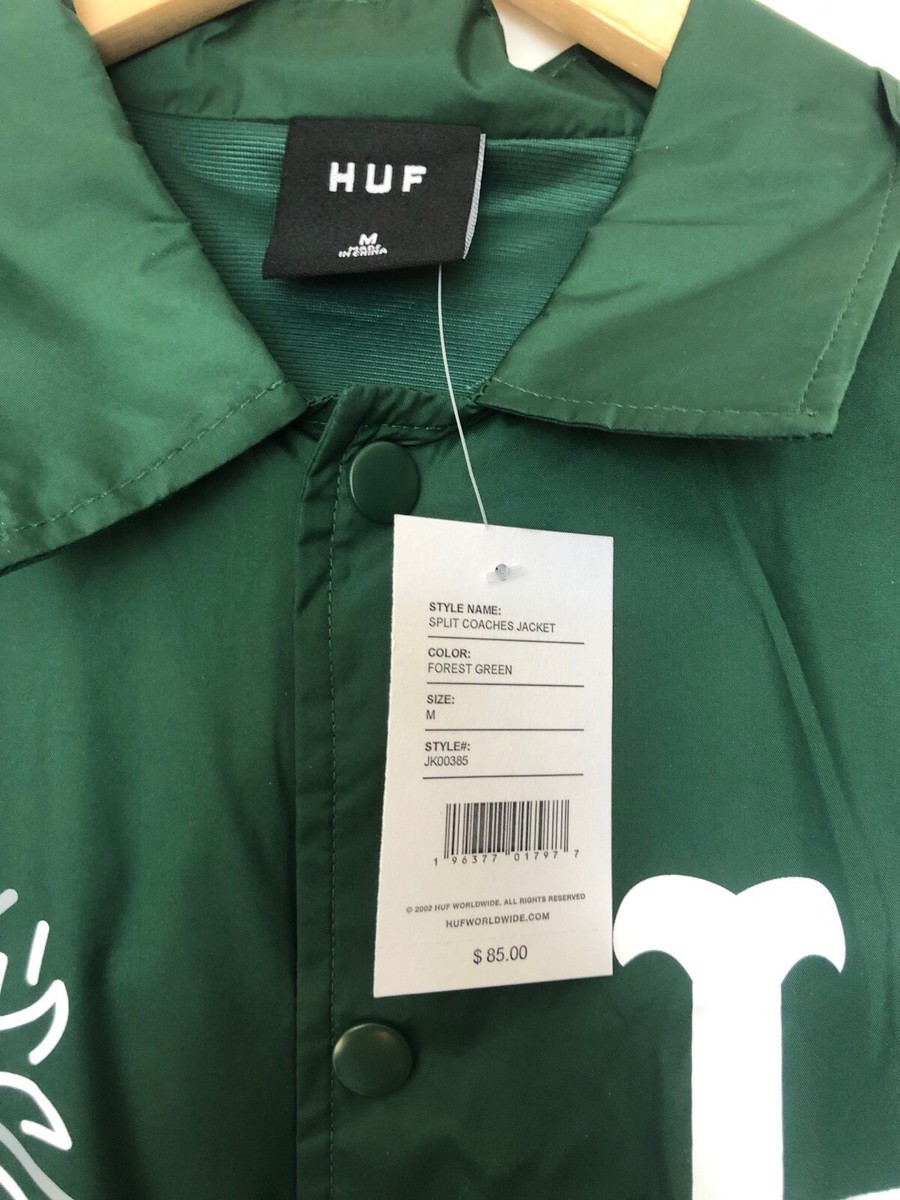 HUF
M
MADE
IN CHINA
STYLE NAME:
SPLIT COACHES JACKET
COLOR:
FOREST GREEN
SIZE:
M
STYLE#:
JK00385
1 96377 01797 7
© 2002 HUF WORLDWIDE. ALL RIGHTS RESERVED
HUFWORLDWIDE.COM
$ 85.00